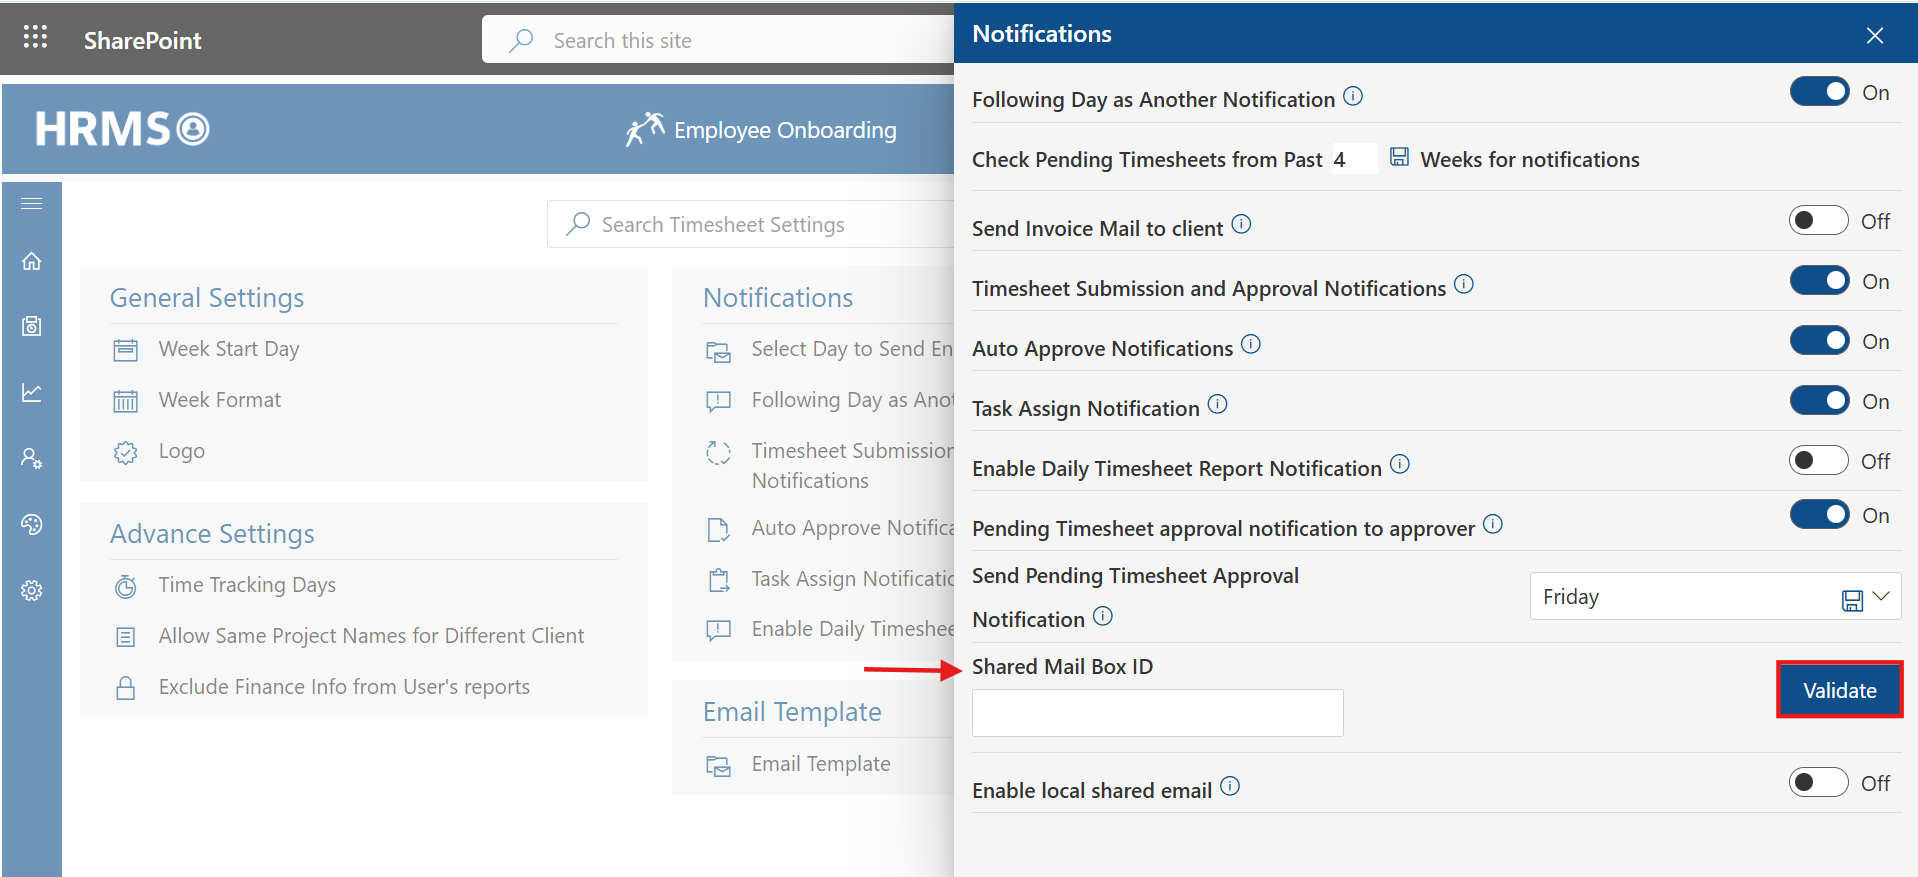 SharePoint
Search this site
HRMS
Employee Onboarding
Search Timesheet Settings
General Settings
Week Start Day
Week Format
Logo
Advance Settings
Time Tracking Days
Allow Same Project Names for Different Client
Exclude Finance Info from User's reports
Notifications
Select Day to Send En
Following Day as Ano
Timesheet Submission
Notifications
Auto Approve Notific
Task Assign Notificati
Enable Daily Timeshee
Email Template
Email Template
Notifications
Following Day as Another Notification On
Check Pending Timesheets from Past 4 Weeks for notifications
Send Invoice Mail to client Off
Timesheet Submission and Approval Notifications On
Auto Approve Notifications On
Task Assign Notification On
Enable Daily Timesheet Report Notification Off
Pending Timesheet approval notification to approver On
Send Pending Timesheet Approval
Notification
Friday
Shared Mail Box ID
Validate
Enable local shared email Off